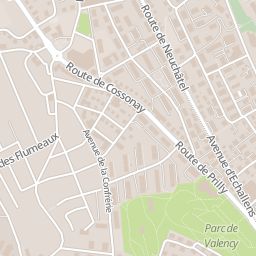 Route de Neuchâtel
Route de Cossonay
des Flumeaux
Avenue de la Confrérie
Route de Prilly
Avenue d'Echallens
Parc de
Valency